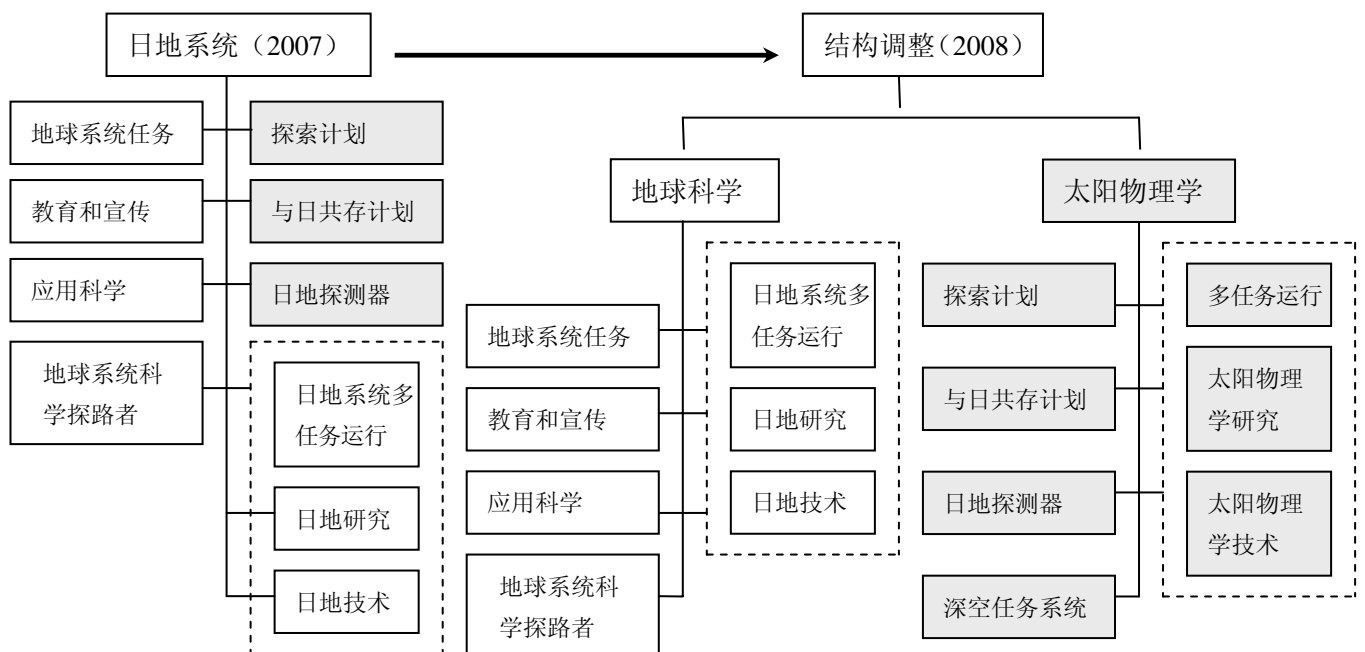 日地系统（2007）
结构调整（2008）
地球系统任务
探索计划
教育和宣传
与日共存计划
应用科学
日地探测器
地球系统科
学探路者
日地系统多
任务运行
日地研究
日地技术
地球科学
地球系统任务
教育和宣传
应用科学
地球系统科
学探路者
日地系统多
任务运行
日地研究
日地技术
太阳物理学
探索计划
与日共存计划
日地探测器
深空任务系统
多任务运行
太阳物理
学研究
太阳物理
学技术